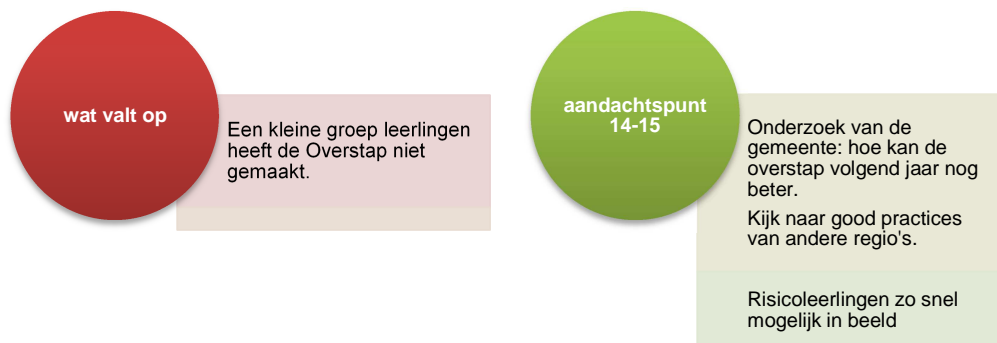 wat valt op
Een kleine groep leerlingen
heeft de Overstap niet
gemaakt.
aandachtspunt
14-15
Onderzoek van de
gemeente: hoe kan de
overstap volgend jaar nog
beter.
Kijk naar good practices
van andere regio's.
Risicoleerlingen zo snel
mogelijk in beeld